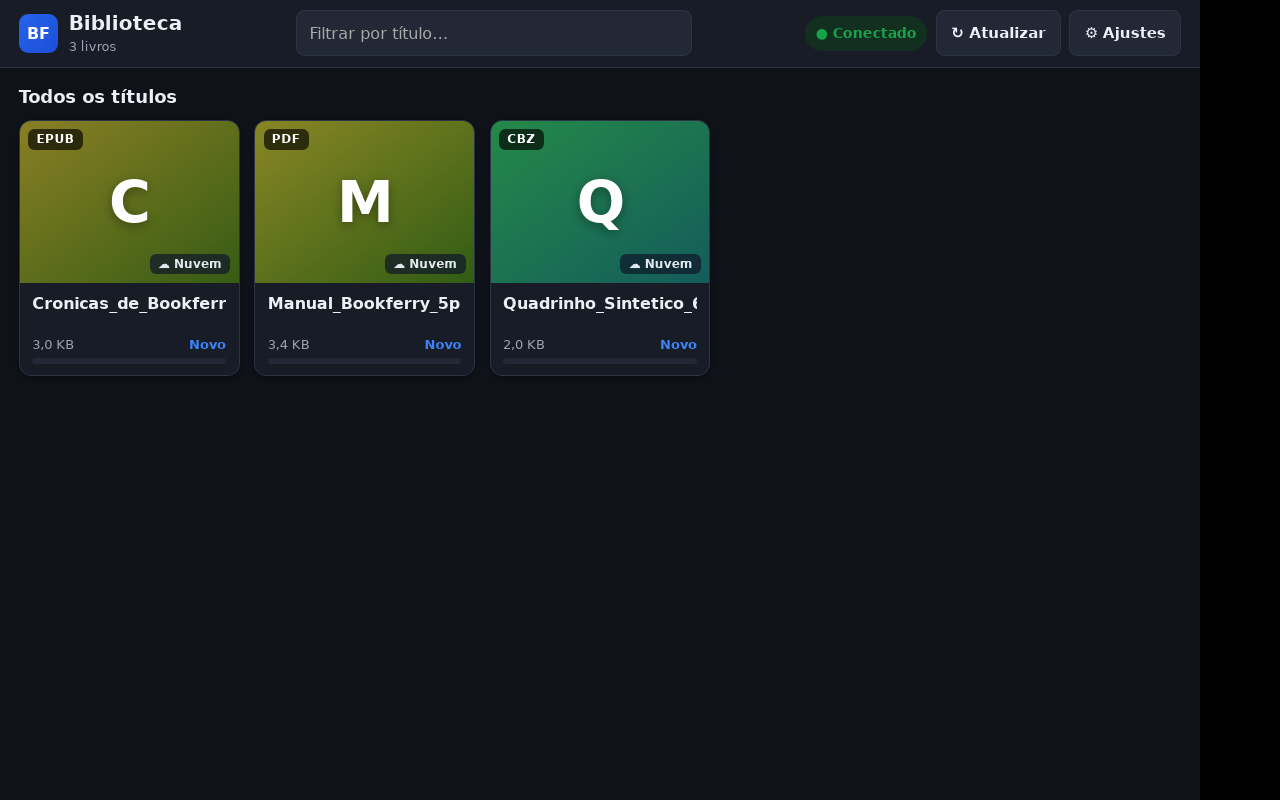 BF
Biblioteca
3 livros
Filtrar por título...
● Conectado
↻ Atualizar
⚙ Ajustes
Todos os títulos
EPUB
C
☁ Nuvem
Cronicas_de_Bookferr
3,0 KB
Novo
PDF
M
☁ Nuvem
Manual_Bookferry_5p
3,4 KB
Novo
CBZ
Q
☁ Nuvem
Quadrinho_Sintetico_6
2,0 KB
Novo